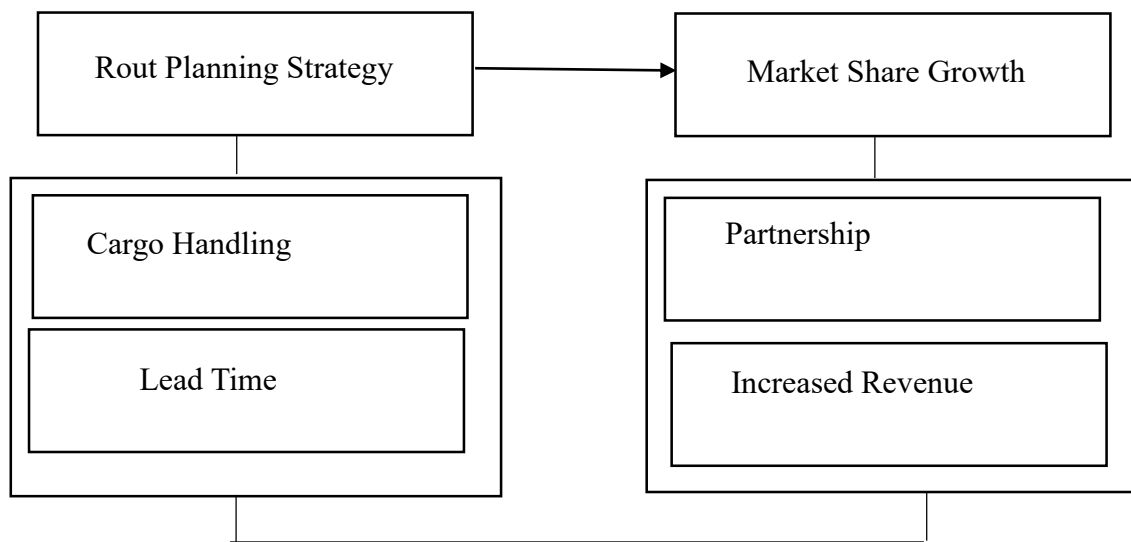 Rout Planning Strategy
Market Share Growth
Cargo Handling
Lead Time
Partnership
Increased Revenue